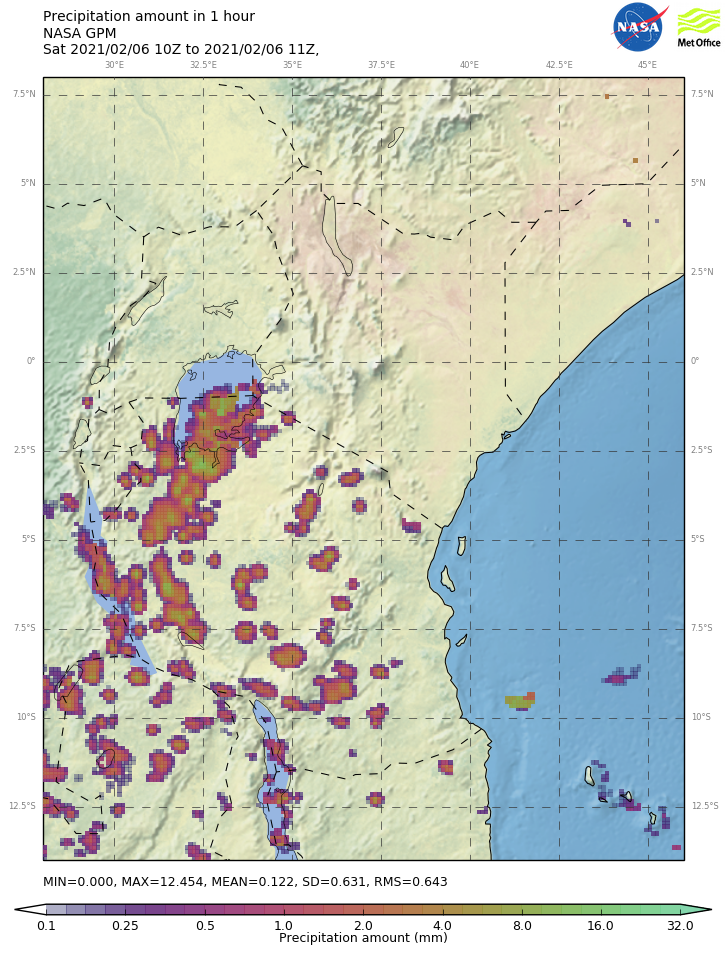 Precipitation amount in 1 hour
NASA GPM
Sat 2021/02/06 10Z to 2021/02/06 11Z,
NASA
Met Office
30°E 32.5°E 35°E 37.5°E 40°E 42.5°E 45°E
7.5°N
5°N 5°N
2.5°N 2.5°N
0° 0°
2.5°S 2.5°S
5°S 5°S
7.5°S 7.5°S
10°S 10°S
12.5°S 12.5°S
MIN=0.000, MAX=12.454, MEAN=0.122, SD=0.631, RMS=0.643
0.1 0.25 0.5 1.0 2.0 4.0 8.0 16.0 32.0
Precipitation amount (mm)